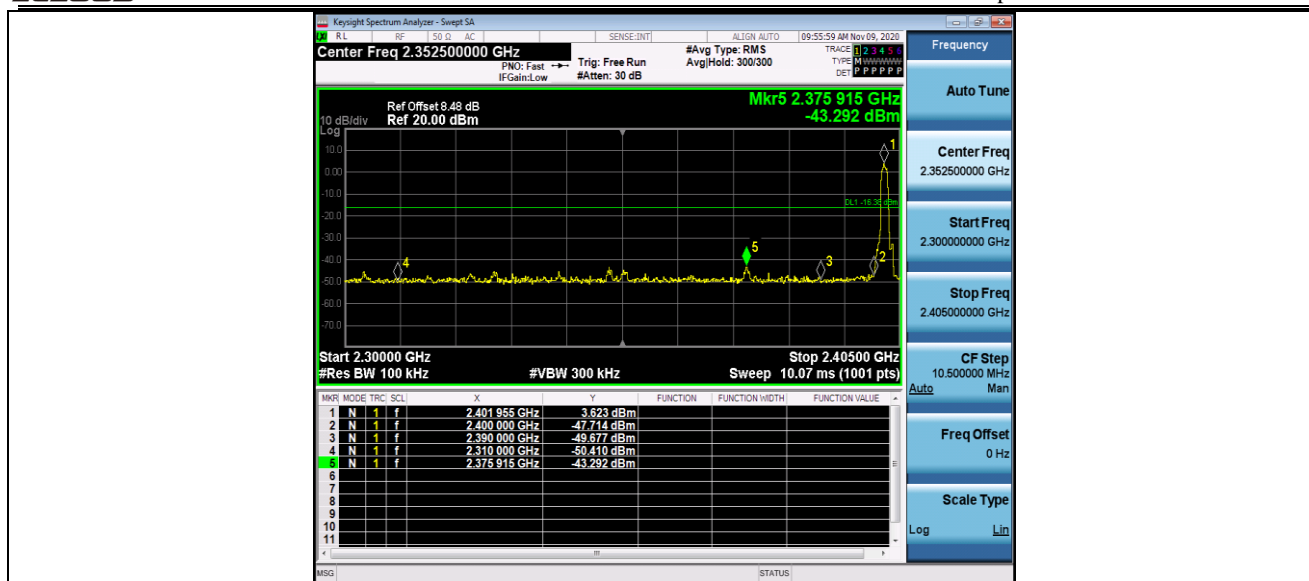 Keysight Spectrum Analyzer - Swept SA
RL RF 50 Ω AC SENSE:INT ALIGN AUTO 09:55:59 AM Nov 09, 2020
Center Freq 2.352500000 GHz
PNO: Fast
IFGain:Low
Trig: Free Run
#Atten: 30 dB
#Avg Type: RMS
Avg|Hold: 300/300
TRACE 1 2 3 4 5 6
TYPE M W W W W W
DET P P P P P P
Ref Offset 8.48 dB
10 dB/div Ref 20.00 dBm
Log
Mkr5 2.375 915 GHz
-43.292 dBm
10.0
0.00
-10.0
-20.0
-30.0
-40.0
-50.0
-60.0
-70.0
1
2
3
4
5
Start 2.30000 GHz
Stop 2.40500 GHz
#Res BW 100 kHz #VBW 300 kHz Sweep 10.07 ms (1001 pts)
MKR MODE TRC SCL X Y FUNCTION FUNCTION WIDTH FUNCTION VALUE
1 N 1 f 2.401 955 GHz 3.623 dBm
2 N 1 f 2.400 000 GHz -47.714 dBm
3 N 1 f 2.390 000 GHz -49.677 dBm
4 N 1 f 2.310 000 GHz -50.410 dBm
5 N 1 f 2.375 915 GHz -43.292 dBm
6
7
8
9
10
11
MSG STATUS
Frequency
Auto Tune
Center Freq
2.352500000 GHz
Start Freq
2.300000000 GHz
Stop Freq
2.405000000 GHz
CF Step
10.500000 MHz
Auto Man
Freq Offset
0 Hz
Scale Type
Log Lin